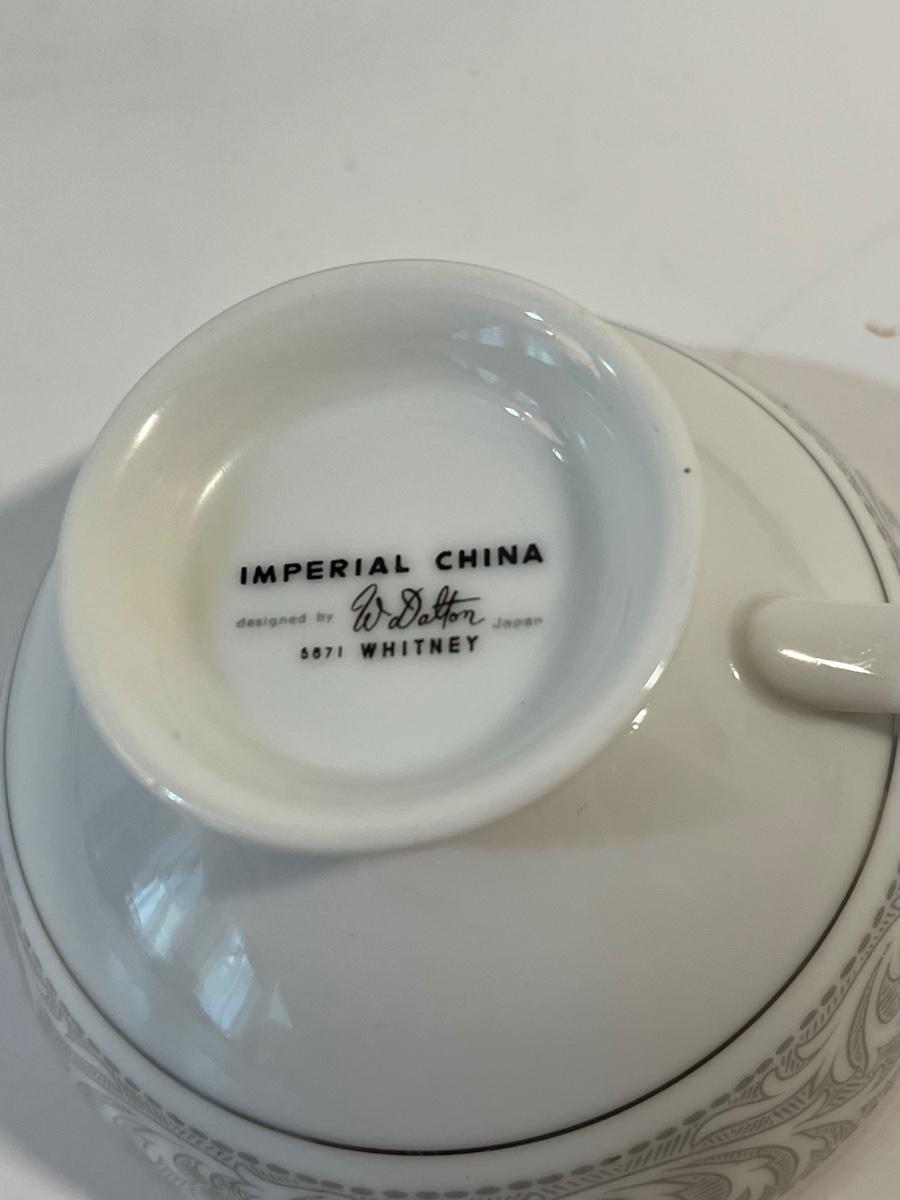 IMPERIAL CHINA
designed by W Dalton Japan
5671 WHITNEY